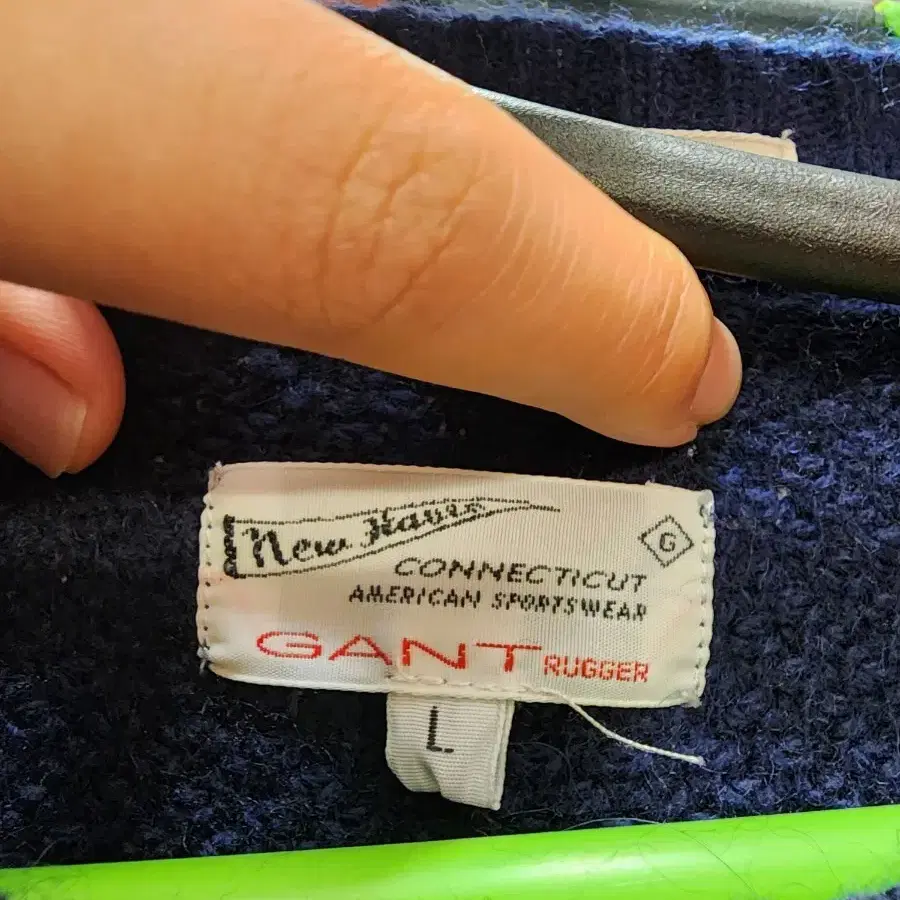 New Haven
G
CONNECTICUT
AMERICAN SPORTSWEAR
GANT RUGGER
L